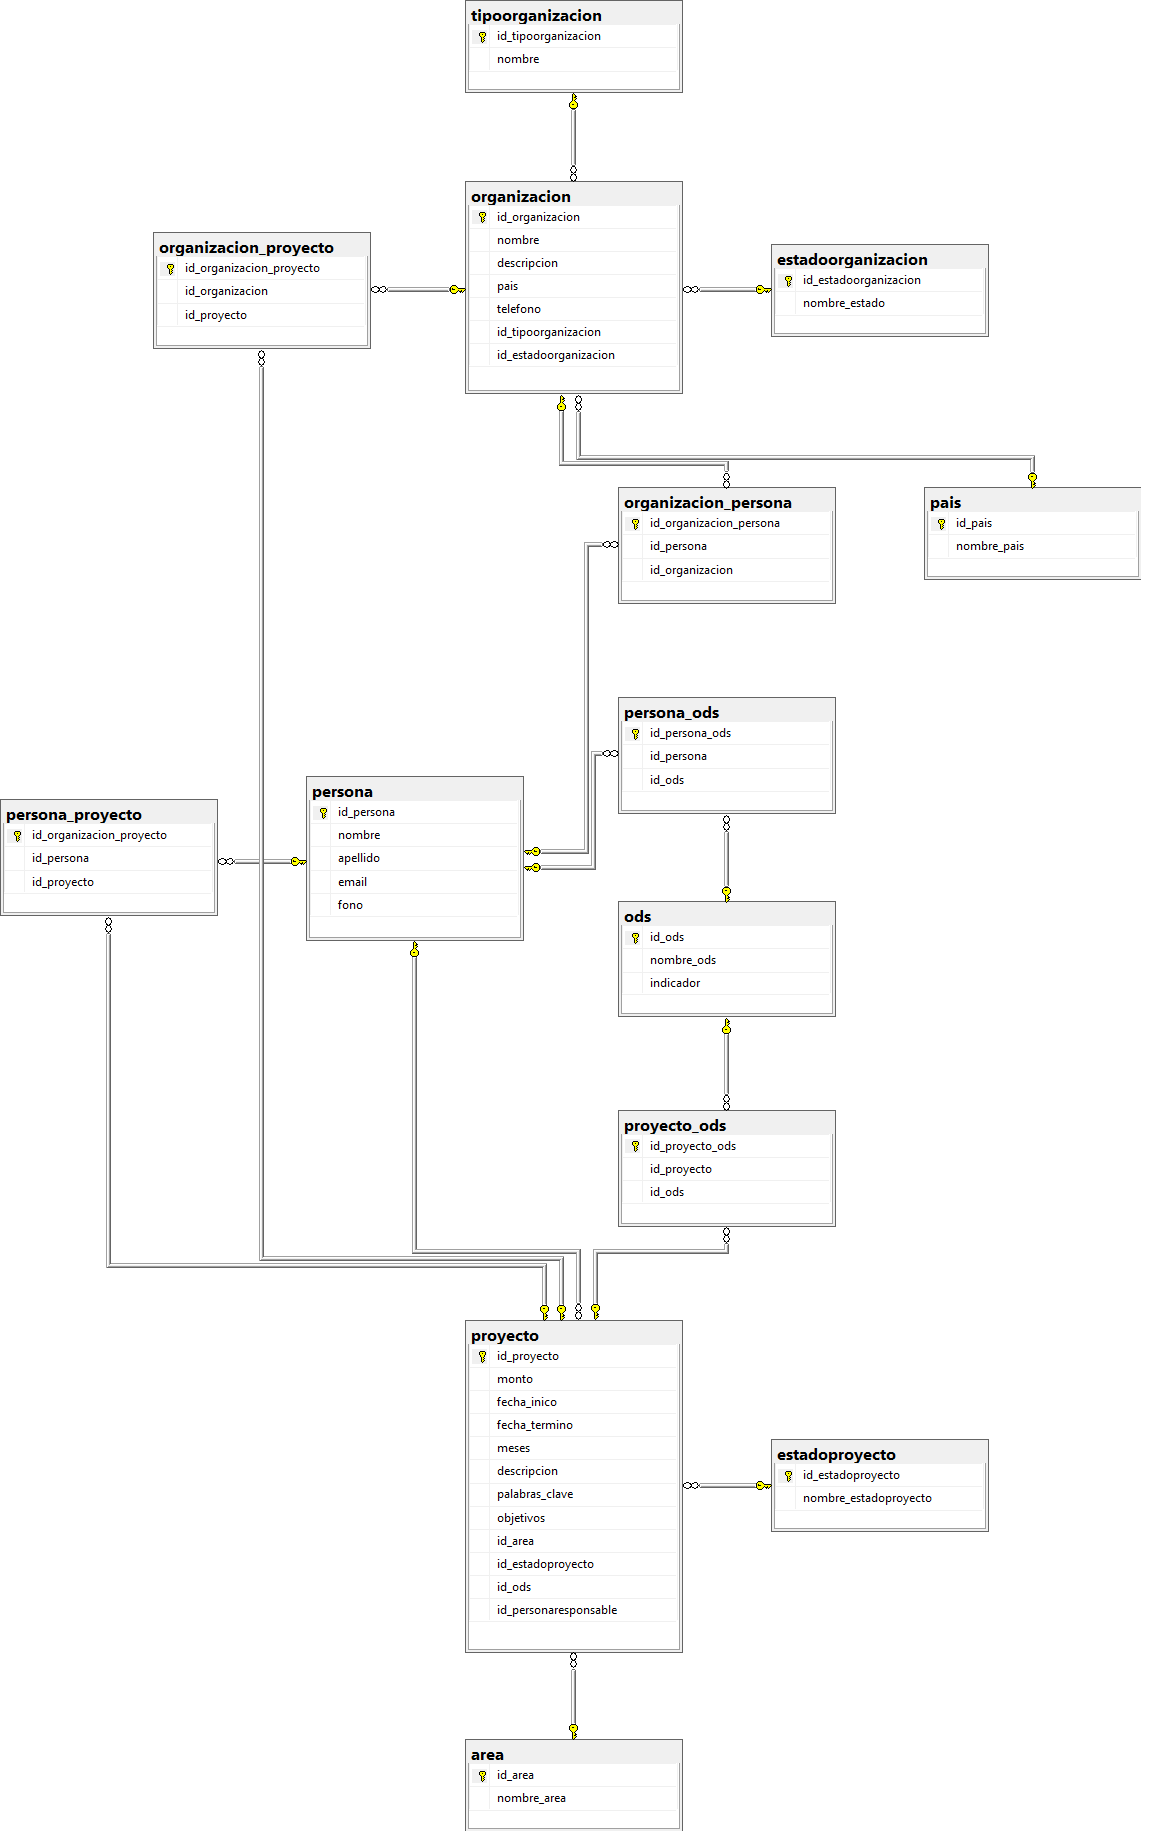 tipoorganizacion
id_tipoorganizacion
nombre
organizacion
id_organizacion
nombre
descripcion
pais
telefono
id_tipoorganizacion
id_estadoorganizacion
organizacion_proyecto
id_organizacion_proyecto
id_organizacion
id_proyecto
estadoorganizacion
id_estadoorganizacion
nombre_estado
organizacion_persona
id_organizacion_persona
id_persona
id_organizacion
pais
id_pais
nombre_pais
persona_ods
id_persona_ods
id_persona
id_ods
persona
id_persona
nombre
apellido
email
fono
persona_proyecto
id_organizacion_proyecto
id_persona
id_proyecto
ods
id_ods
nombre_ods
indicador
proyecto_ods
id_proyecto_ods
id_proyecto
id_ods
proyecto
id_proyecto
monto
fecha_inico
fecha_termino
meses
descripcion
palabras_clave
objetivos
id_area
id_estadoproyecto
id_ods
id_personaresponsable
estadoproyecto
id_estadoproyecto
nombre_estadoproyecto
area
id_area
nombre_area